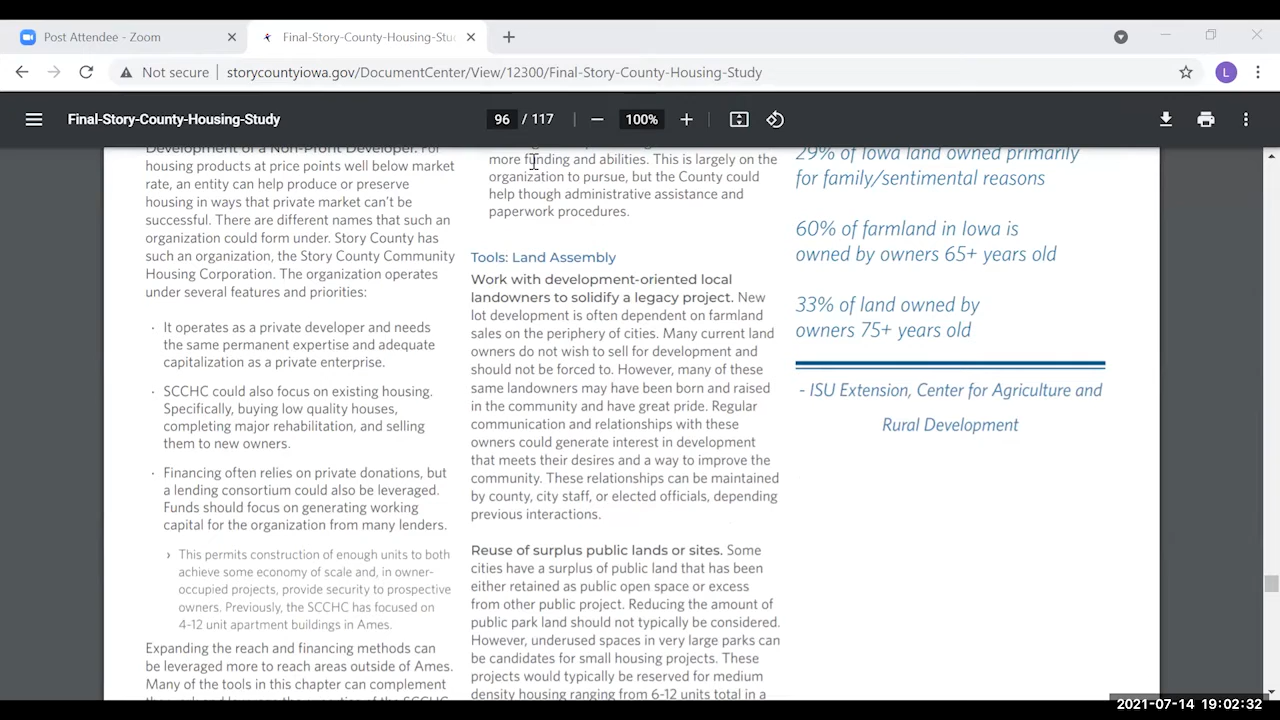 Post Attendee - Zoom
Final-Story-County-Housing-Stu
Not secure
storycountyiowa.gov/DocumentCenter/View/12300/Final-Story-County-Housing-Study
L
Final-Story-County-Housing-Study
96 / 117
100%
Development of a Non-Profit Developer. For
housing products at price points well below market
rate, an entity can help produce or preserve
housing in ways that private market can't be
successful. There are different names that such an
organization could form under. Story County has
such an organization, the Story County Community
Housing Corporation. The organization operates
under several features and priorities:
· It operates as a private developer and needs
the same permanent expertise and adequate
capitalization as a private enterprise.
· SCCHC could also focus on existing housing.
Specifically, buying low quality houses,
completing major rehabilitation, and selling
them to new owners.
· Financing often relies on private donations, but
a lending consortium could also be leveraged.
Funds should focus on generating working
capital for the organization from many lenders.
› This permits construction of enough units to both
achieve some economy of scale and, in owner-
occupied projects, provide security to prospective
owners. Previously, the SCCHC has focused on
4-12 unit apartment buildings in Ames.
Expanding the reach and financing methods can
be leveraged more to reach areas outside of Ames.
Many of the tools in this chapter can complement
more funding and abilities. This is largely on the
organization to pursue, but the County could
help though administrative assistance and
paperwork procedures.
Tools: Land Assembly
Work with development-oriented local
landowners to solidify a legacy project. New
lot development is often dependent on farmland
sales on the periphery of cities. Many current land
owners do not wish to sell for development and
should not be forced to. However, many of these
same landowners may have been born and raised
in the community and have great pride. Regular
communication and relationships with these
owners could generate interest in development
that meets their desires and a way to improve the
community. These relationships can be maintained
by county, city staff, or elected officials, depending
previous interactions.
Reuse of surplus public lands or sites. Some
cities have a surplus of public land that has been
either retained as public open space or excess
from other public project. Reducing the amount of
public park land should not typically be considered.
However, underused spaces in very large parks can
be candidates for small housing projects. These
projects would typically be reserved for medium
density housing ranging from 6-12 units total in a
29% of Iowa land owned primarily
for family/sentimental reasons
60% of farmland in Iowa is
owned by owners 65+ years old
33% of land owned by
owners 75+ years old
- ISU Extension, Center for Agriculture and
Rural Development
2021-07-14 19:02:32